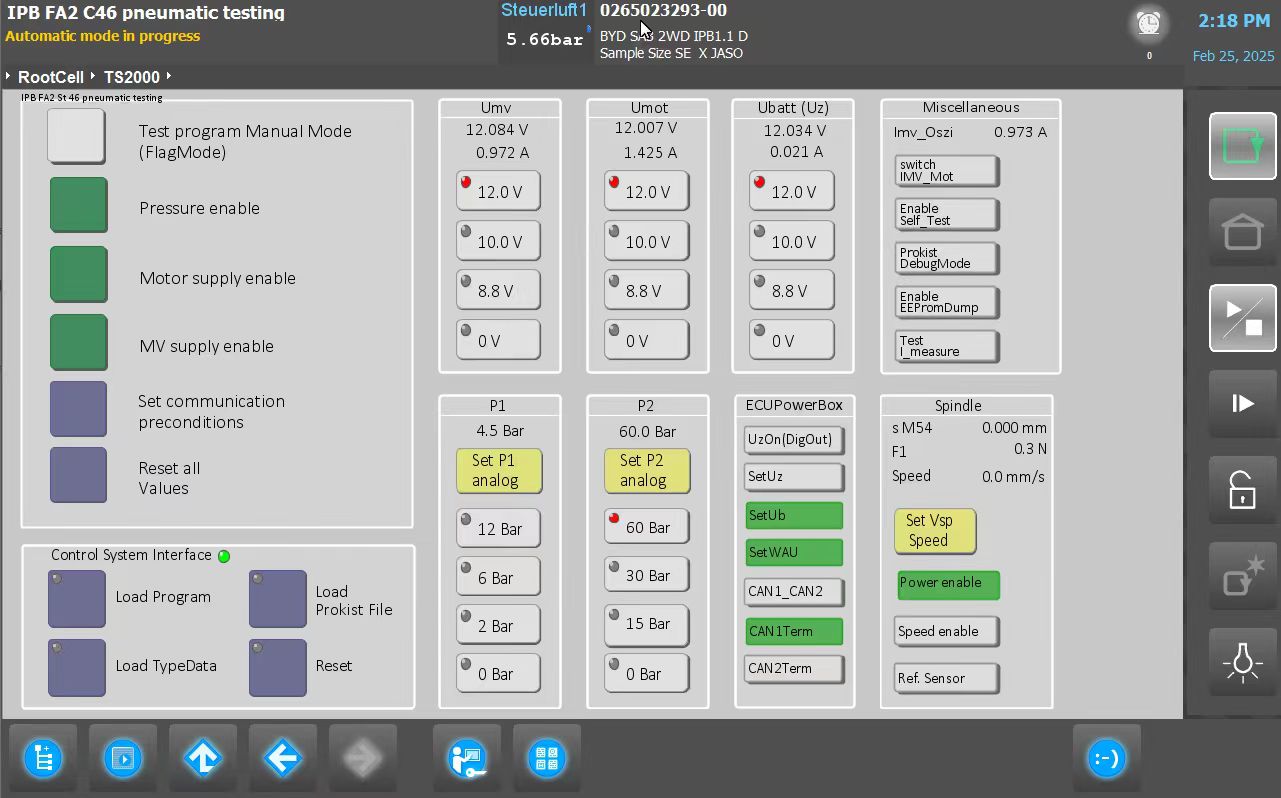 IPB FA2 C46 pneumatic testing
Automatic mode in progress
Steuerluft1
5.66bar
0265023293-00
BYD 2WD IPB1.1 D
Sample Size SE X JASO
0
2:18 PM
Feb 25, 2025
RootCell TS2000
IPB FA2 St 46 pneumatic testing
Test program Manual Mode
(FlagMode)
Pressure enable
Motor supply enable
MV supply enable
Set communication
preconditions
Reset all
Values
Control System Interface
Load Program
Load
Prokist File
Load TypeData
Reset
Umv
12.084 V
0.972 A
12.0 V
10.0 V
8.8 V
0 V
Umot
12.007 V
1.425 A
12.0 V
10.0 V
8.8 V
0 V
Ubatt (Uz)
12.034 V
0.021 A
12.0 V
10.0 V
8.8 V
0 V
Miscellaneous
Imv_Oszi 0.973 A
switch
IMV_Mot
Enable
Self_Test
Prokist
DebugMode
Enable
EEPromDump
Test
I_measure
P1
4.5 Bar
Set P1
analog
12 Bar
6 Bar
2 Bar
0 Bar
P2
60.0 Bar
Set P2
analog
60 Bar
30 Bar
15 Bar
0 Bar
ECUPowerBox
UzOn(DigOut)
SetUz
SetUb
SetWAU
CAN1_CAN2
CAN1Term
CAN2Term
Spindle
s M54 0.000 mm
F1 0.3 N
Speed 0.0 mm/s
Set Vsp
Speed
Power enable
Speed enable
Ref. Sensor
:-)